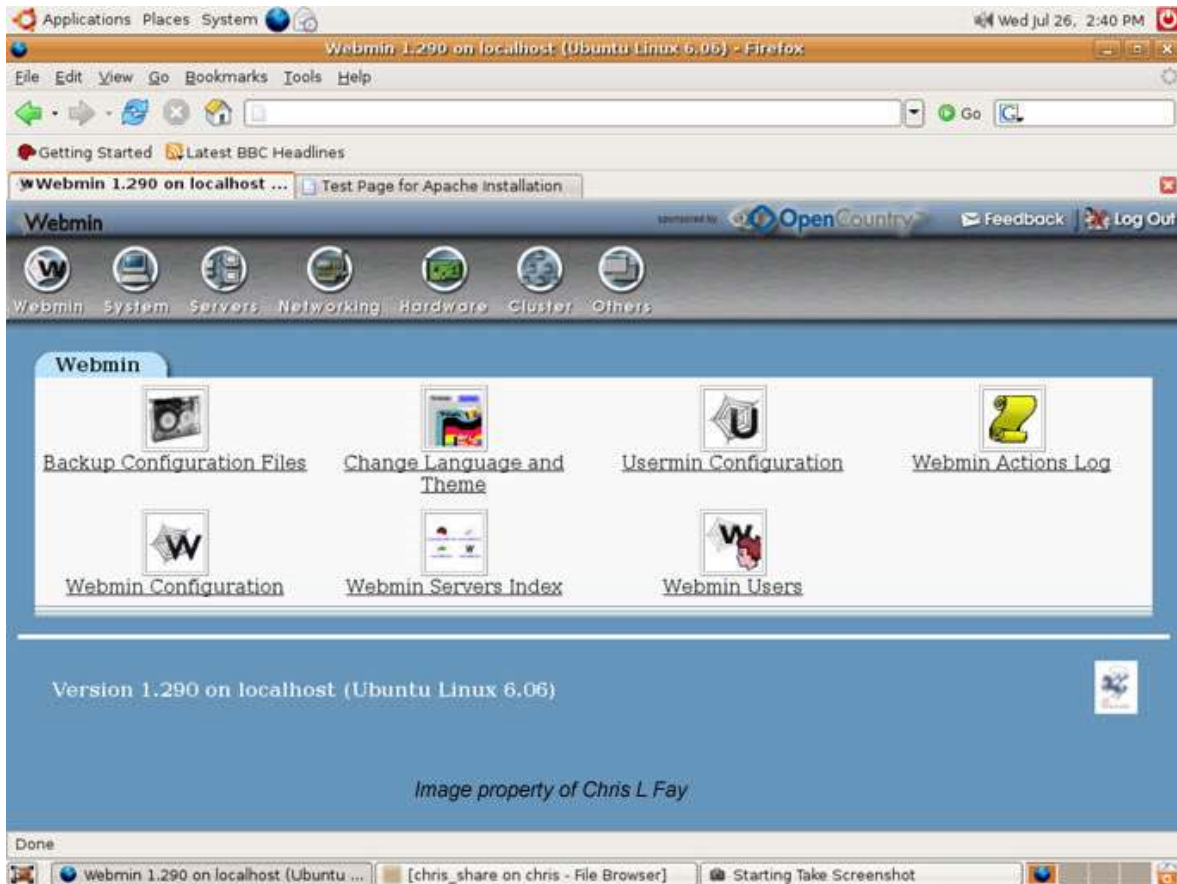 Applications Places System
Wed Jul 26, 2:40 PM
Webmin 1.290 on localhost (Ubuntu Linux 6.06) - Firefox
File Edit View Go Bookmarks Tools Help
Go
G
Getting Started Latest BBC Headlines
Webmin 1.290 on localhost ... Test Page for Apache Installation
Webmin
sponsored by OpenCountry Feedback Log Out
Webmin System Servers Networking Hardware Cluster Others
Webmin
Backup Configuration Files
Change Language and
Theme
Usermin Configuration
Webmin Actions Log
Webmin Configuration
Webmin Servers Index
Webmin Users
Version 1.290 on localhost (Ubuntu Linux 6.06)
Image property of Chris L Fay
Done
Webmin 1.290 on localhost (Ubuntu ... [chris_share on chris - File Browser] Starting Take Screenshot